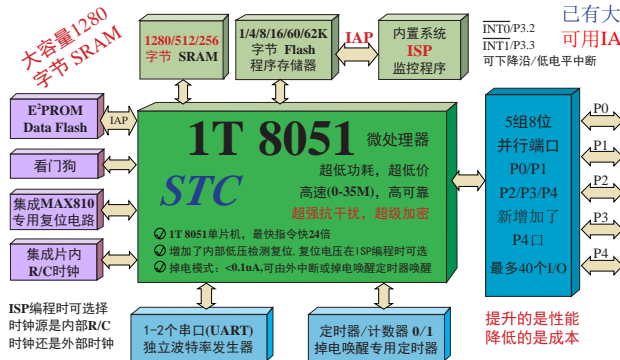 大容量1280
字节 SRAM
1280/512/256
字节 SRAM
1/4/8/16/60/62K
字节 Flash
程序存储器
IAP
内置系统
ISP
监控程序
INT0/P3.2
INT1/P3.3
可下降沿/低电平中断
已有大
可用IA
E²PROM
Data Flash
IAP
看门狗
集成MAX810
专用复位电路
集成片内
R/C时钟
1T 8051 微处理器
STC
超低功耗，超低价
高速(0-35M)，高可靠
超强抗干扰，超级加密
1T 8051单片机，最快指令快24倍
增加了内部低压检测复位,复位电压在ISP编程时可选
掉电模式：<0.1uA,可由外中断或掉电唤醒定时器唤醒
5组8位
并行端口
P0/P1
P2/P3/P4
新增加了
P4口
最多40个I/O
P0
P1
P2
P3
P4
ISP编程时可选择
时钟源是内部R/C
时钟还是外部时钟
1-2个串口(UART)
独立波特率发生器
定时器/计数器 0/1
掉电唤醒专用定时器
提升的是性能
降低的是成本